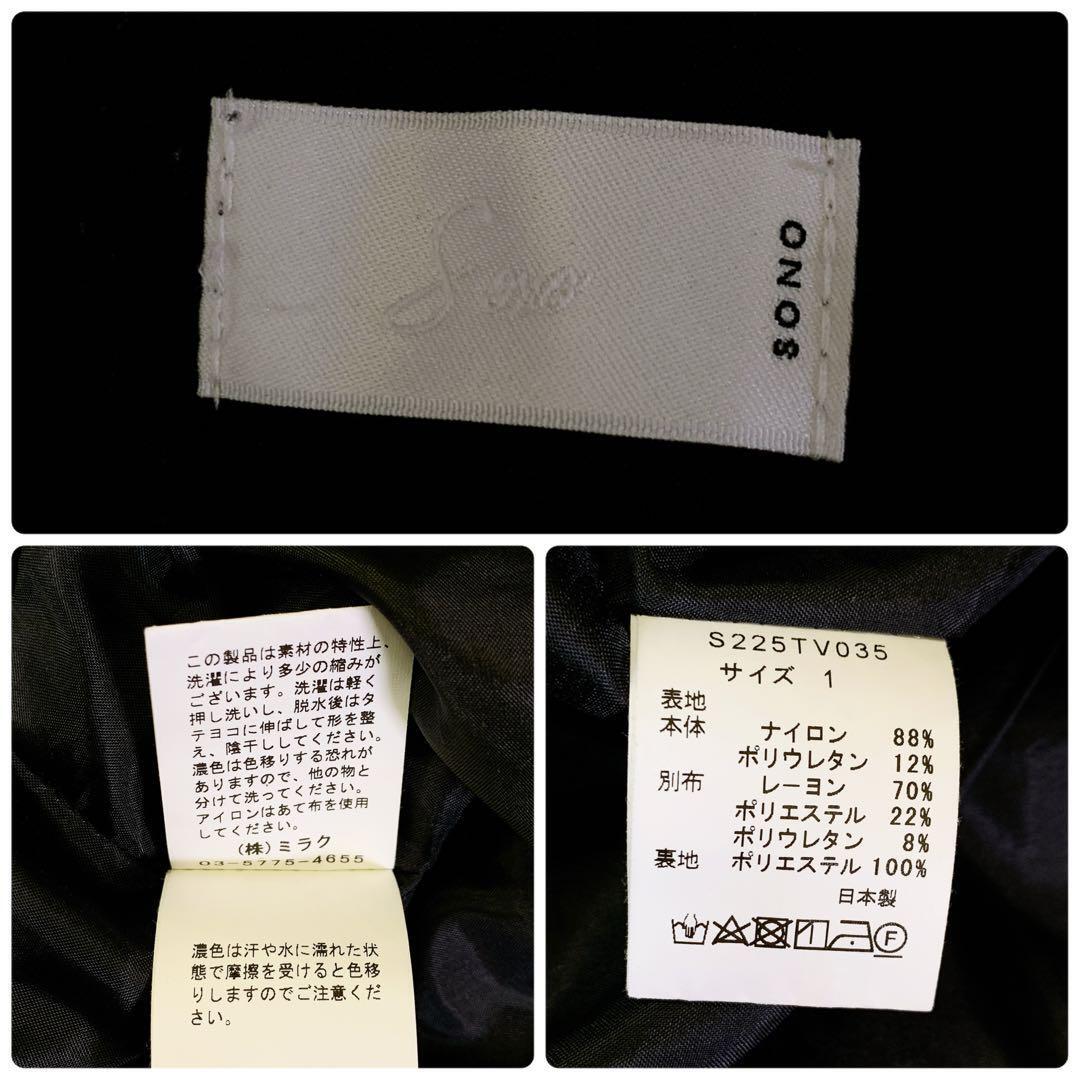 SONO
この製品は素材の特性上、
洗濯により多少の縮みが
ございます。洗濯は軽く
押し洗いし、脱水後はタ
テヨコに伸ばして形を整
え、陰干ししてください。
濃色は色移りする恐れが
ありますので、他の物と
分けて洗ってください。
アイロンはあて布を使用
してください。
(株)ミラク
03-5775-4655
濃色は汗や水に濡れた状
態で摩擦を受けると色移
りしますのでご注意くだ
さい。
S225TV035
サイズ 1
表地
本体 ナイロン 88%
ポリウレタン 12%
別布 レーヨン 70%
ポリエステル 22%
ポリウレタン 8%
裏地 ポリエステル 100%
日本製
F